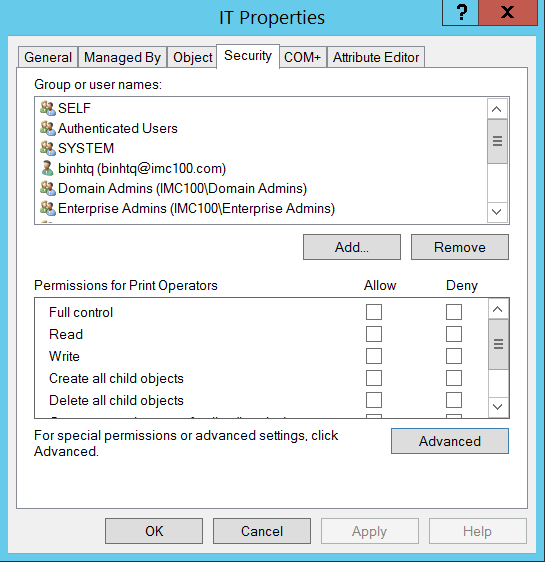 IT Properties
? X
General Managed By Object Security COM+ Attribute Editor
Group or user names:
SELF
Authenticated Users
SYSTEM
binhtq (binhtq@imc100.com)
Domain Admins (IMC100\Domain Admins)
Enterprise Admins (IMC100\Enterprise Admins)
Add... Remove
Permissions for Print Operators Allow Deny
Full control
Read
Write
Create all child objects
Delete all child objects
For special permissions or advanced settings, click
Advanced.
Advanced
OK Cancel Apply Help